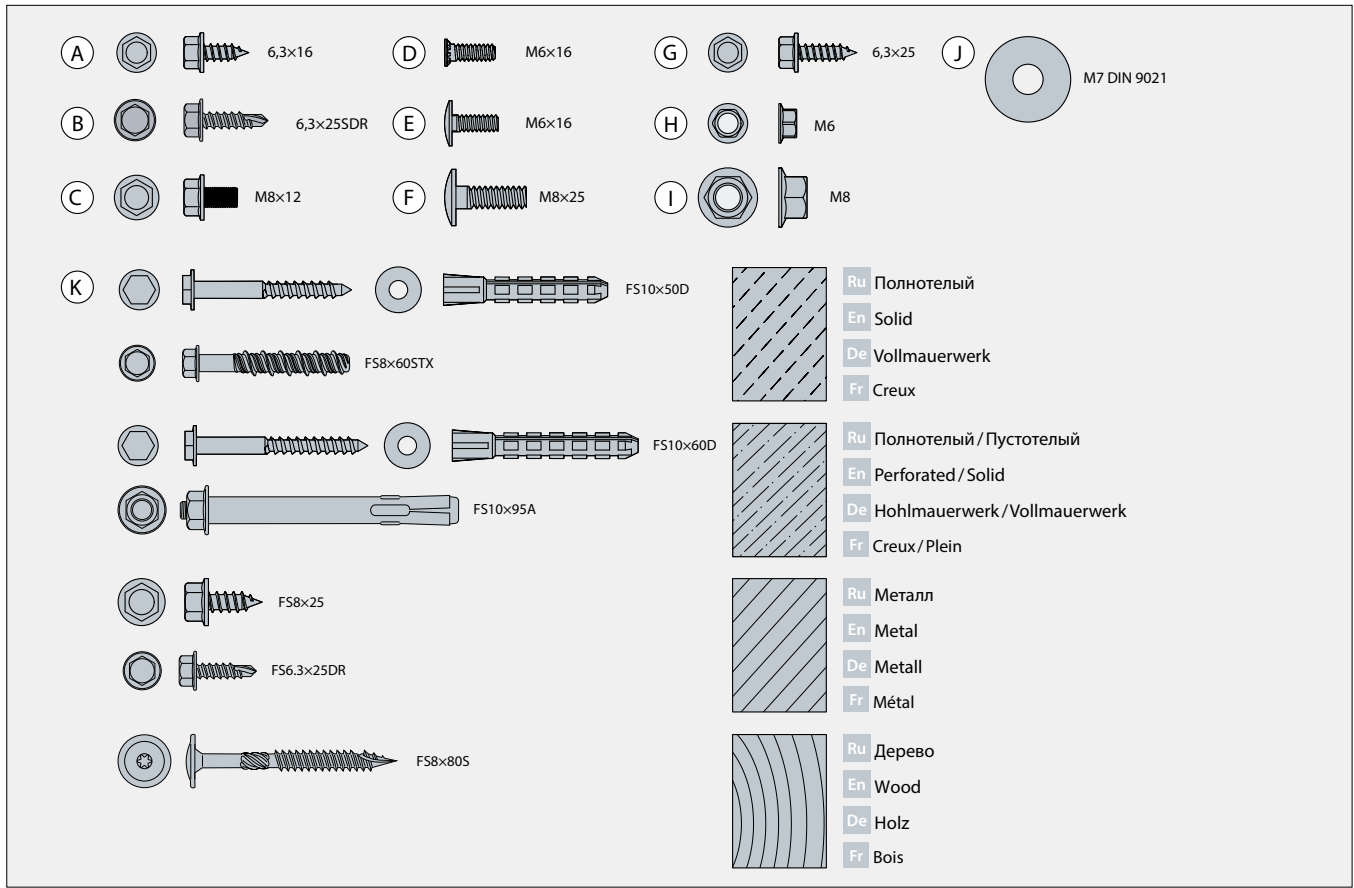 A 6,3×16
B 6,3×25SDR
C M8×12
D M6×16
E M6×16
F M8×25
G 6,3×25
H M6
I M8
J M7 DIN 9021
K FS10×50D
FS8×60STX
FS10×60D
FS10×95A
FS8×25
FS6.3×25DR
FS8×80S
Ru Полнотелый
En Solid
De Vollmauerwerk
Fr Creux
Ru Полнотелый/Пустотелый
En Perforated/Solid
De Hohlmauerwerk/Vollmauerwerk
Fr Creux/Plein
Ru Металл
En Metal
De Metall
Fr Métal
Ru Дерево
En Wood
De Holz
Fr Bois